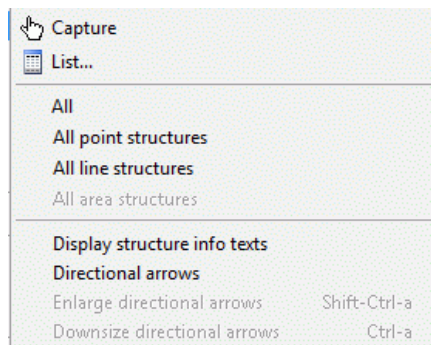 Capture
List...
All
All point structures
All line structures
All area structures
Display structure info texts
Directional arrows
Enlarge directional arrows Shift-Ctrl-a
Downsize directional arrows Ctrl-a